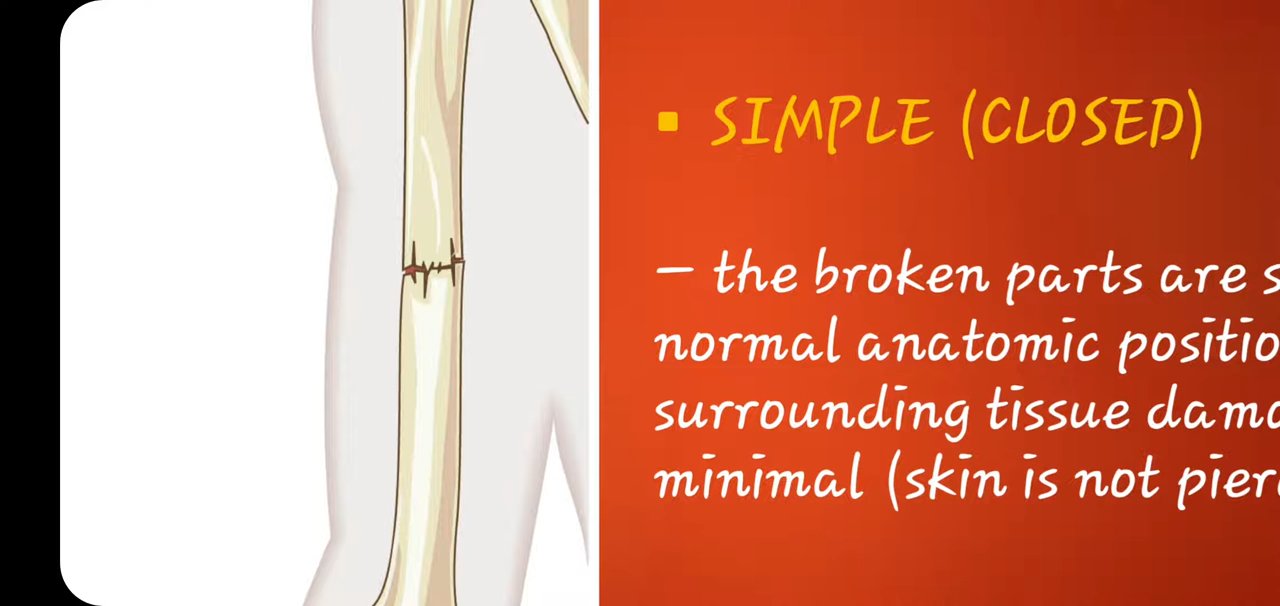 ▪ SIMPLE (CLOSED)
– the broken parts are
normal anatomic
surrounding tissue
minimal (skin is not